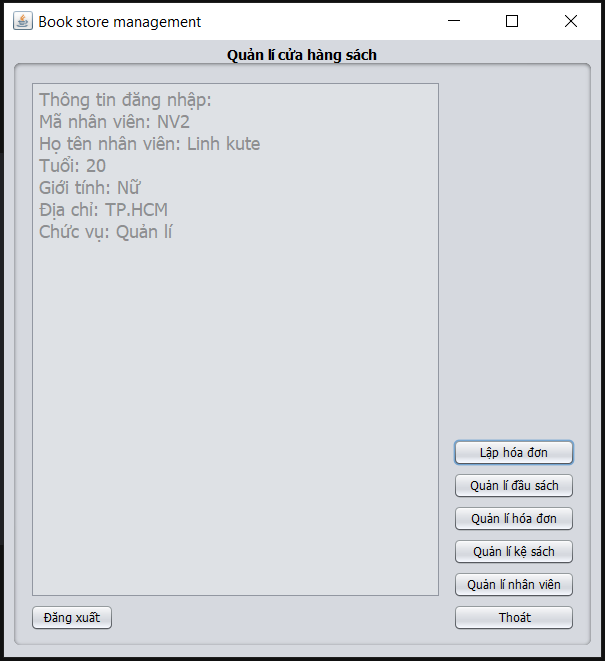 Book store management
Quản lí cửa hàng sách
Thông tin đăng nhập:
Mã nhân viên: NV2
Họ tên nhân viên: Linh kute
Tuổi: 20
Giới tính: Nữ
Địa chỉ: TP.HCM
Chức vụ: Quản lí
Lập hóa đơn
Quản lí đầu sách
Quản lí hóa đơn
Quản lí kệ sách
Quản lí nhân viên
Đăng xuất
Thoát